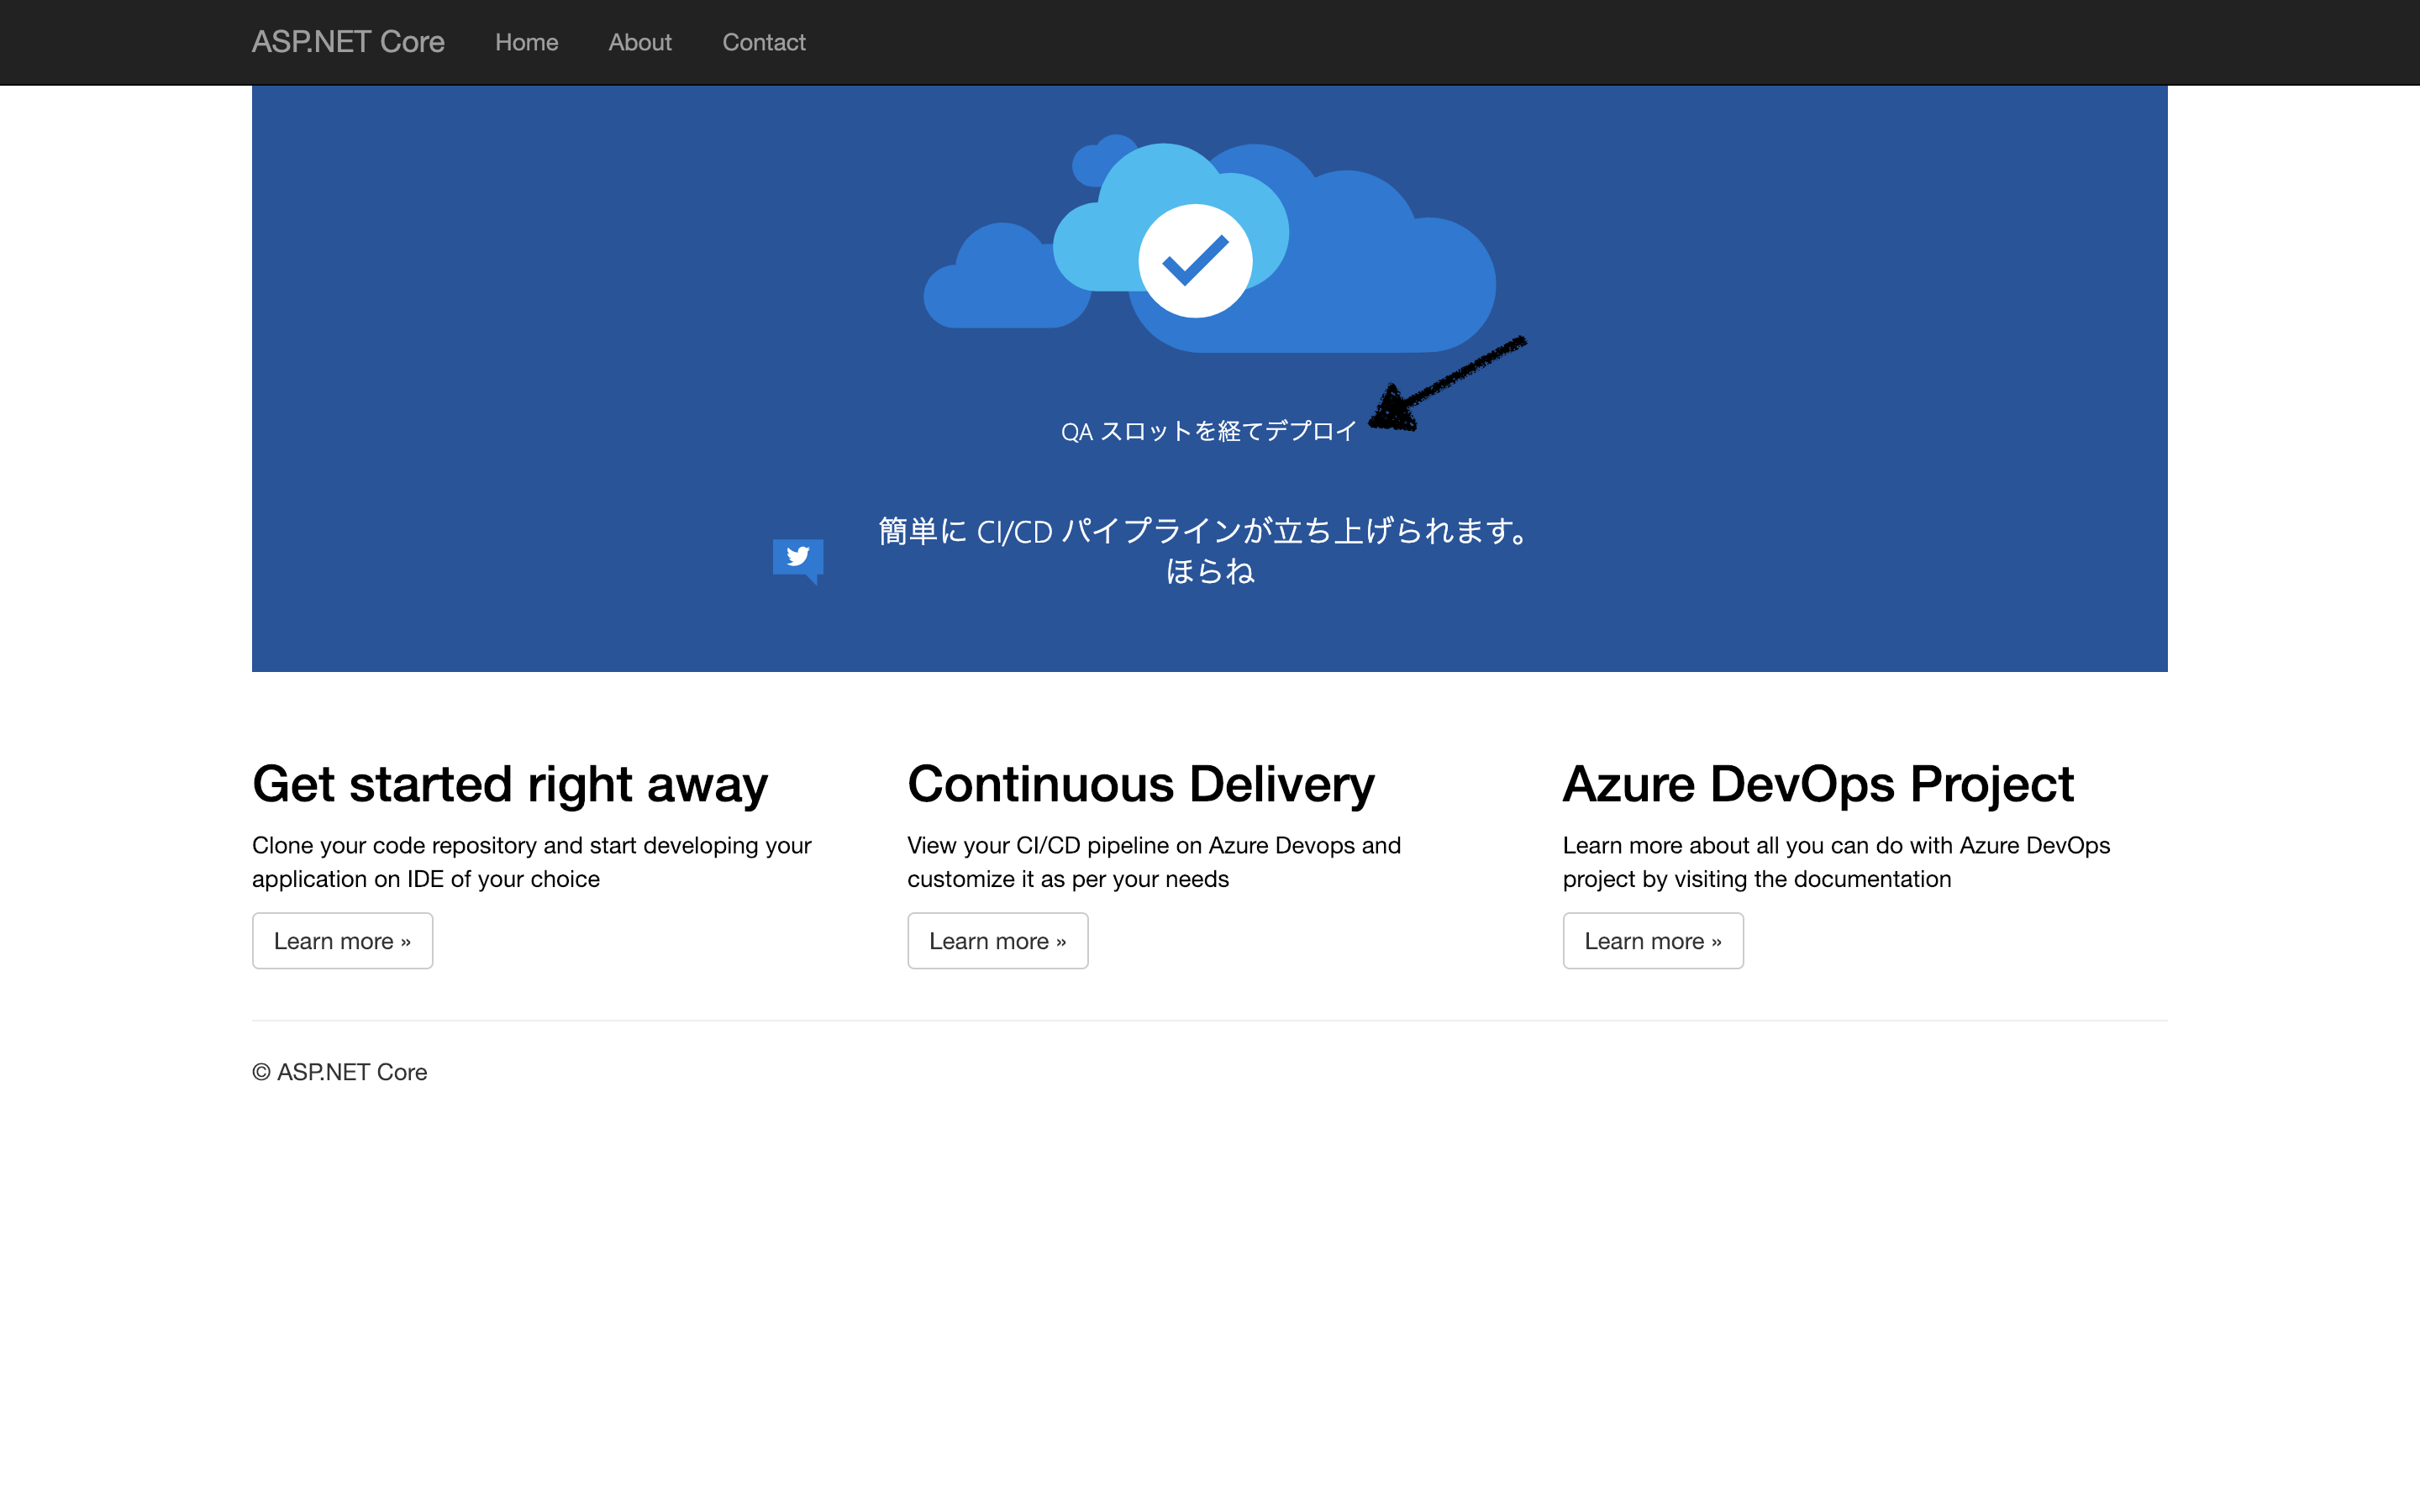 ASP.NET Core Home About Contact
QA スロットを経てデプロイ
簡単に CI/CD パイプラインが立ち上げられます。
ほらね
Get started right away
Clone your code repository and start developing your
application on IDE of your choice
Learn more »
Continuous Delivery
View your CI/CD pipeline on Azure Devops and
customize it as per your needs
Learn more »
Azure DevOps Project
Learn more about all you can do with Azure DevOps
project by visiting the documentation
Learn more »
© ASP.NET Core